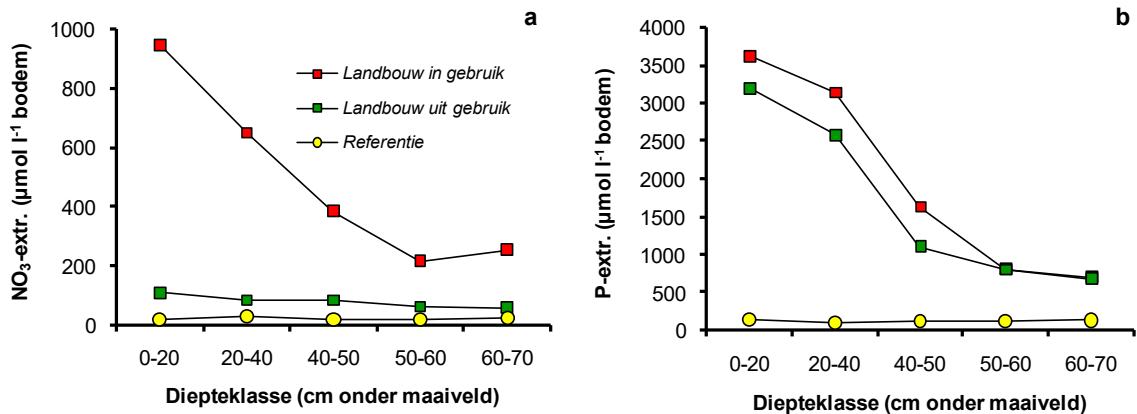 a
1000
800
600
400
200
0
NO3-extr. (µmol l-1 bodem)
Landbouw in gebruik
Landbouw uit gebruik
Referentie
0-20 20-40 40-50 50-60 60-70
Diepteklasse (cm onder maaiveld)
b
4000
3500
3000
2500
2000
1500
1000
500
0
P-extr. (µmol l-1 bodem)
0-20 20-40 40-50 50-60 60-70
Diepteklasse (cm onder maaiveld)